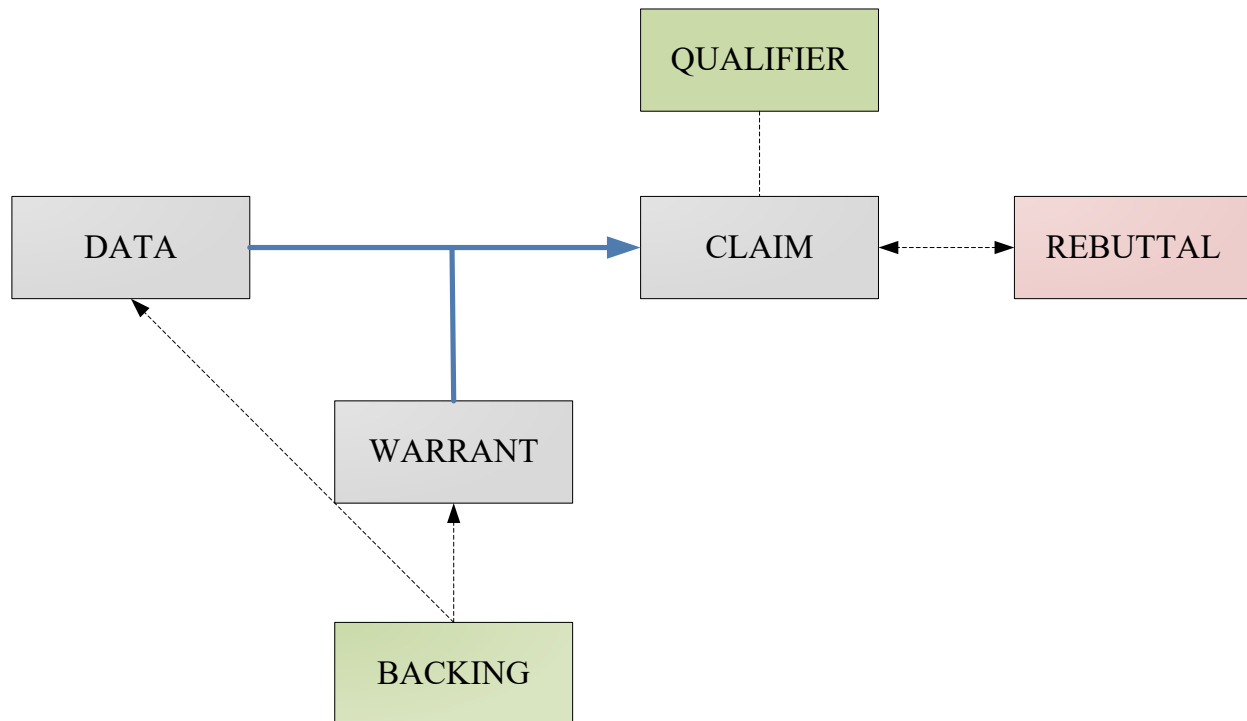 QUALIFIER
DATA
CLAIM
REBUTTAL
WARRANT
BACKING